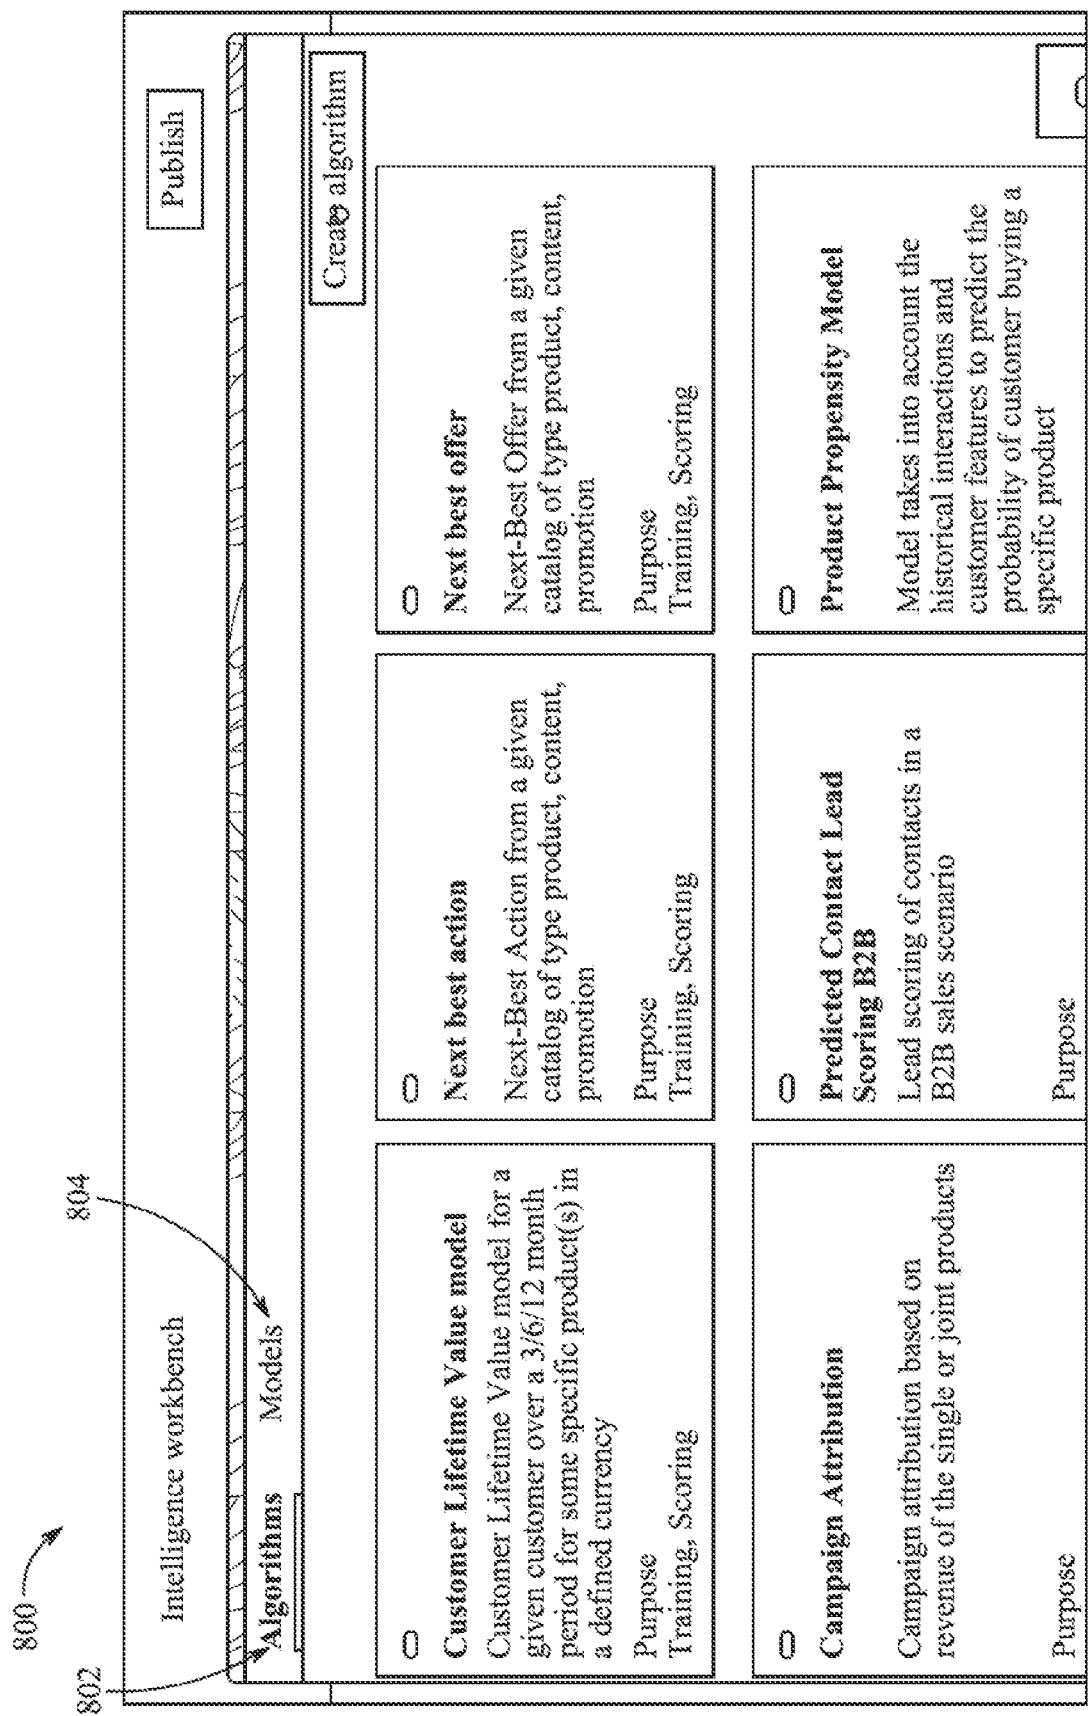 800
802
804
Intelligence workbench
Publish
Algorithms
Models
Create algorithm
Customer Lifetime Value model
Customer Lifetime Value model for a
given customer over a 3/6/12 month
period for some specific product(s) in
a defined currency
Purpose
Training, Scoring
Next best action
Next-Best Action from a given
catalog of type product, content,
promotion
Purpose
Training, Scoring
Next best offer
Next-Best Offer from a given
catalog of type product, content,
promotion
Purpose
Training, Scoring
Campaign Attribution
Campaign attribution based on
revenue of the single or joint products
Purpose
Predicted Contact Lead
Scoring B2B
Lead scoring of contacts in a
B2B sales scenario
Purpose
Product Propensity Model
Model takes into account the
historical interactions and
customer features to predict the
probability of customer buying a
specific product